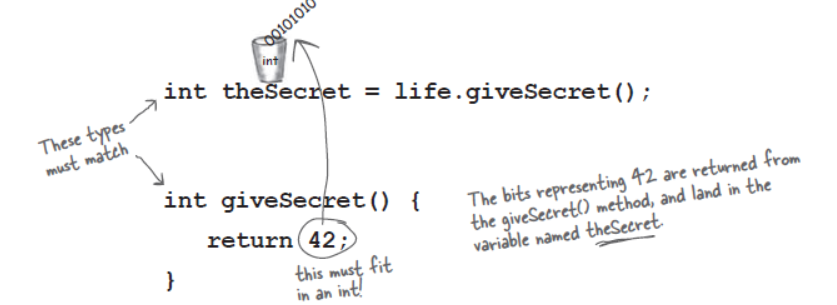 00101010
int
int theSecret = life.giveSecret();
These types
must match
int giveSecret() {
return 42;
}
this must fit
in an int!
The bits representing 42 are returned from
the giveSecret() method, and land in the
variable named theSecret.